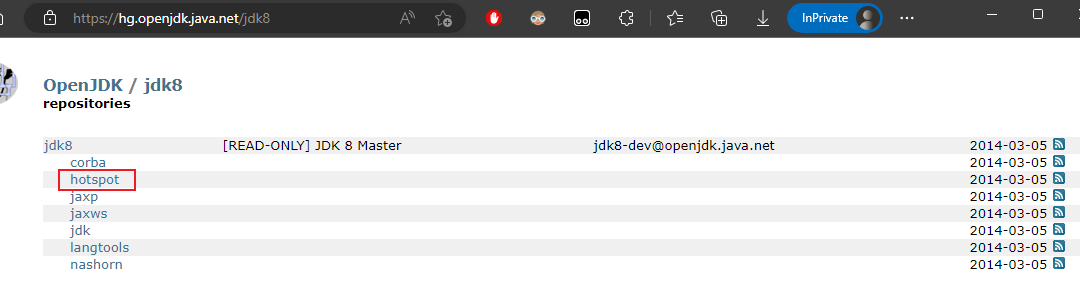 https://hg.openjdk.java.net/jdk8
InPrivate
OpenJDK / jdk8
repositories
jdk8 [READ-ONLY] JDK 8 Master jdk8-dev@openjdk.java.net 2014-03-05
corba 2014-03-05
hotspot 2014-03-05
jaxp 2014-03-05
jaxws 2014-03-05
jdk 2014-03-05
langtools 2014-03-05
nashorn 2014-03-05